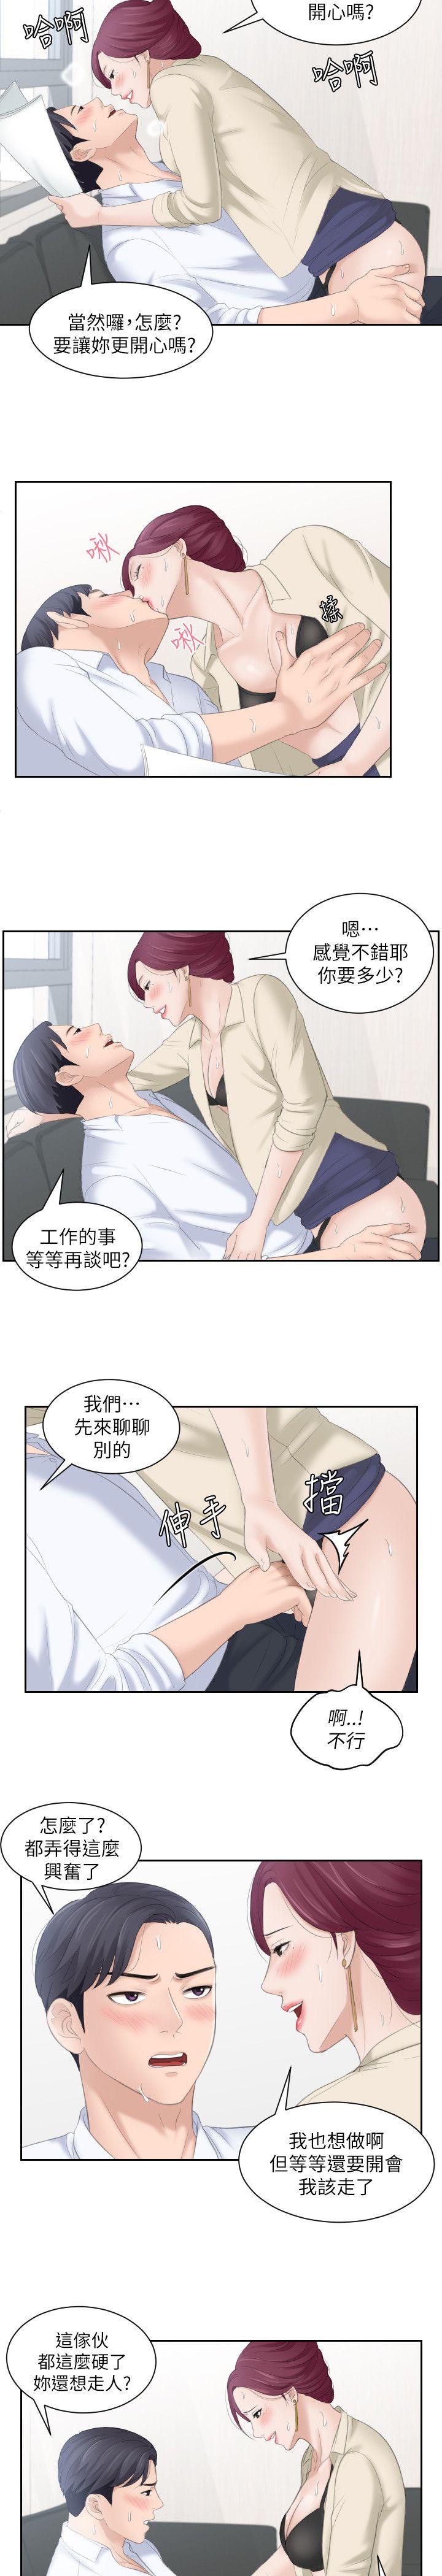 開心嗎?
哈啊
哈啊
當然囉，怎麼?
要讓妳更開心嗎?
啾
揉
啾
嗯…
感覺不錯耶
你要多少?
工作的事
等等再談吧?
我們…
先來聊聊
別的
擋
伸手
啊..!
不行
怎麼了?
都弄得這麼
興奮了
我也想做啊
但等等還要開會
我該走了
這傢伙
都這麼硬了
妳還想走人?